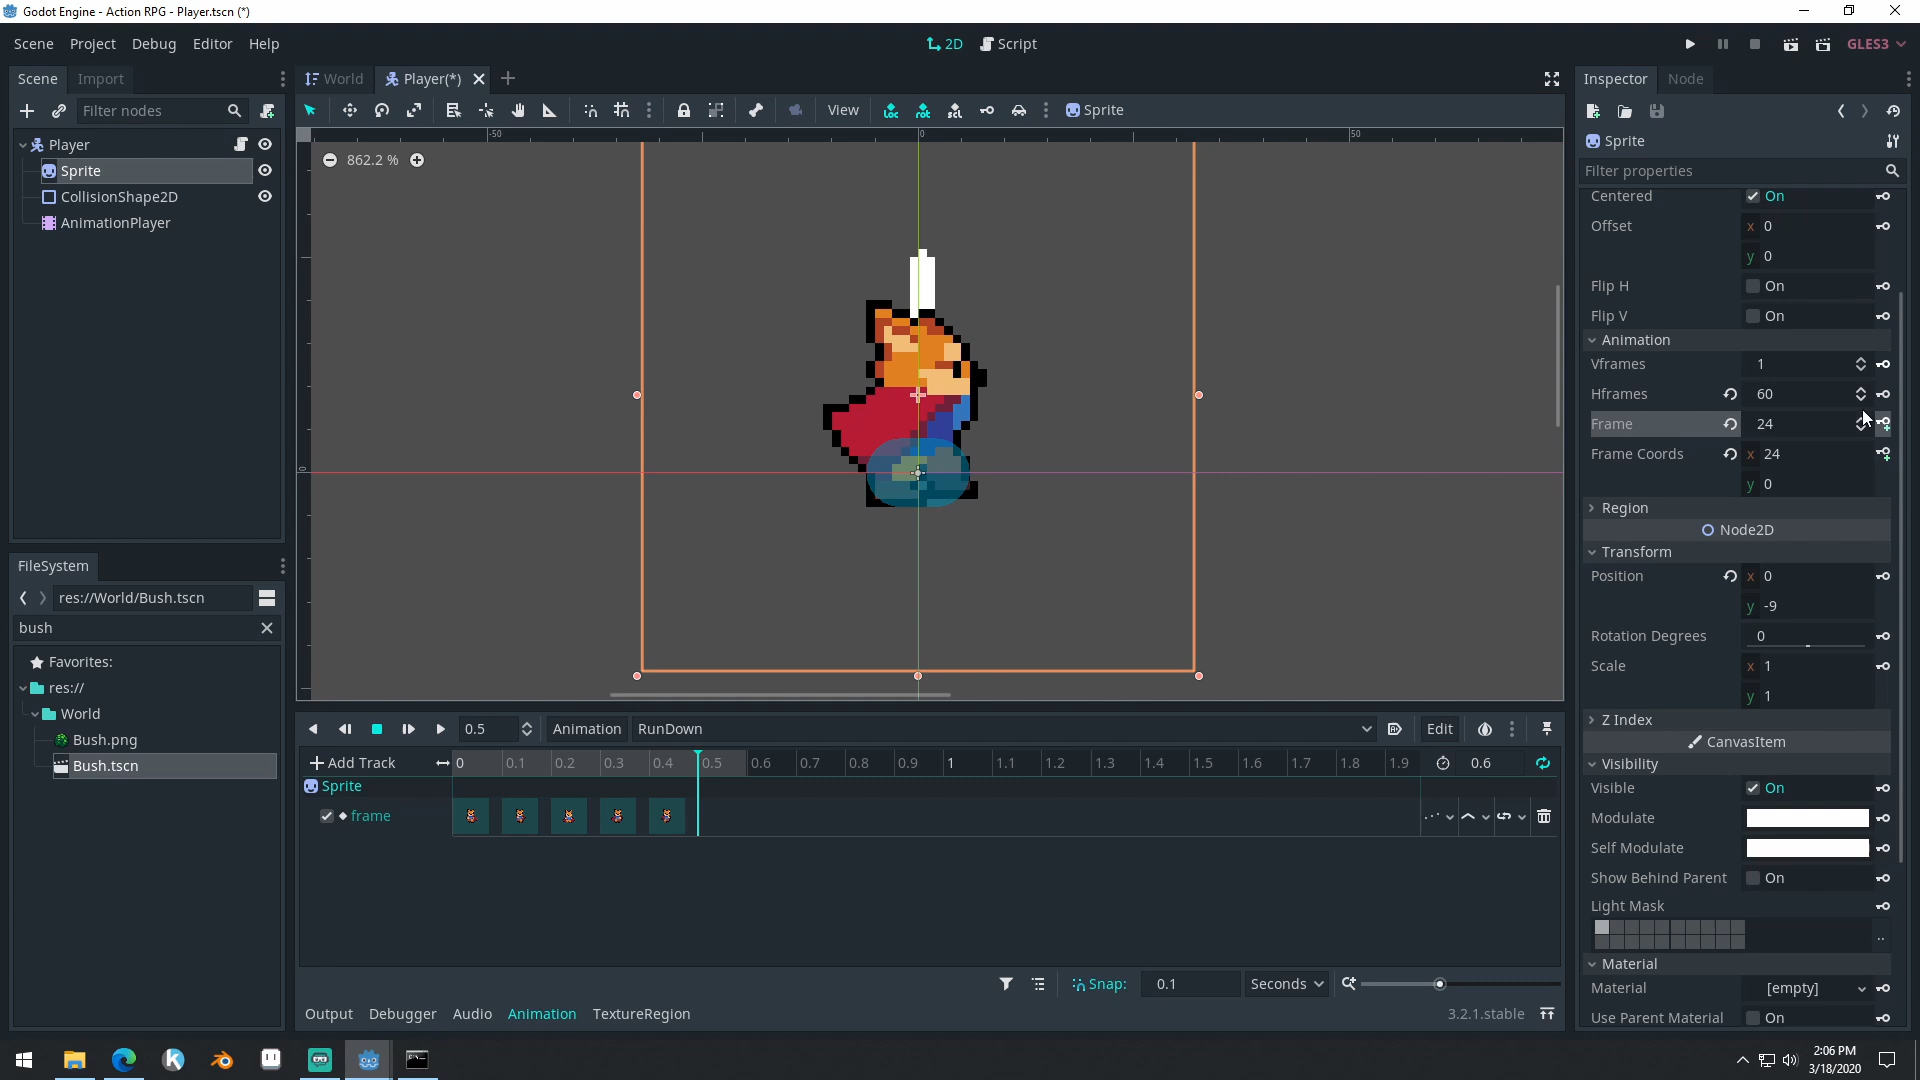 Godot Engine - Action RPG - Player.tscn (*)
Scene Project Debug Editor Help
2D Script
GLES3
Scene Import
World Player(*)
Inspector Node
Filter nodes
View
Sprite
Player
Sprite
CollisionShape2D
AnimationPlayer
-50 0 50
862.2 %
0
Sprite
Filter properties
Centered On
Offset x 0
y 0
Flip H On
Flip V On
Animation
Vframes 1
Hframes 60
Frame 24
Frame Coords x 24
y 0
Region
Node2D
Transform
Position x 0
y -9
Rotation Degrees 0
Scale x 1
y 1
Z Index
CanvasItem
Visibility
Visible On
Modulate
Self Modulate
Show Behind Parent On
Light Mask
..
Material
Material [empty]
Use Parent Material On
FileSystem
res://World/Bush.tscn
bush
Favorites:
res://
World
Bush.png
Bush.tscn
0.5 Animation RunDown Edit
Add Track 0 0.1 0.2 0.3 0.4 0.5 0.6 0.7 0.8 0.9 1 1.1 1.2 1.3 1.4 1.5 1.6 1.7 1.8 1.9 0.6
Sprite
frame
Snap: 0.1 Seconds
Output Debugger Audio Animation TextureRegion
3.2.1.stable
2:06 PM
3/18/2020